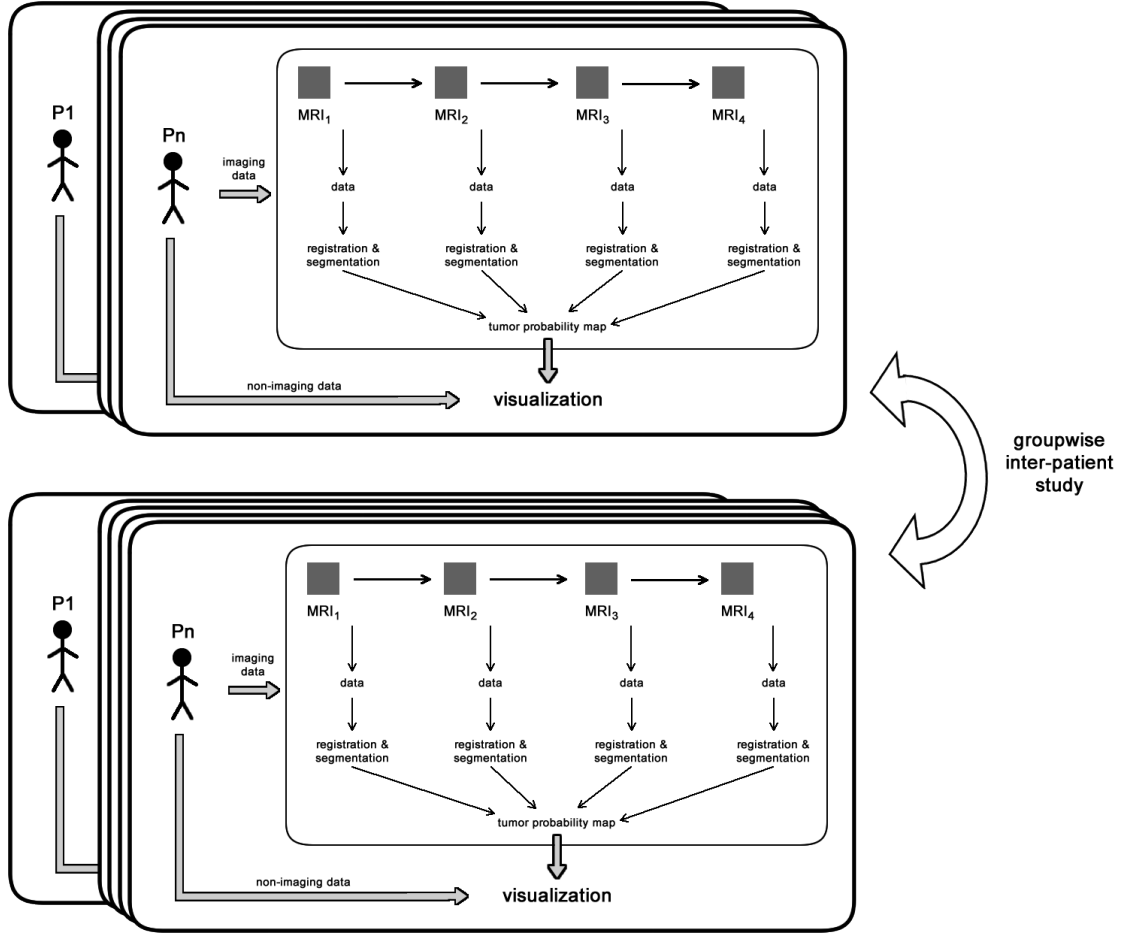 P1
Pn
imaging
data
MRI₁
MRI₂
MRI₃
MRI₄
data
data
data
data
registration &
segmentation
registration &
segmentation
registration &
segmentation
registration &
segmentation
tumor probability map
non-imaging data
visualization
groupwise
inter-patient
study
P1
Pn
imaging
data
MRI₁
MRI₂
MRI₃
MRI₄
data
data
data
data
registration &
segmentation
registration &
segmentation
registration &
segmentation
registration &
segmentation
tumor probability map
non-imaging data
visualization